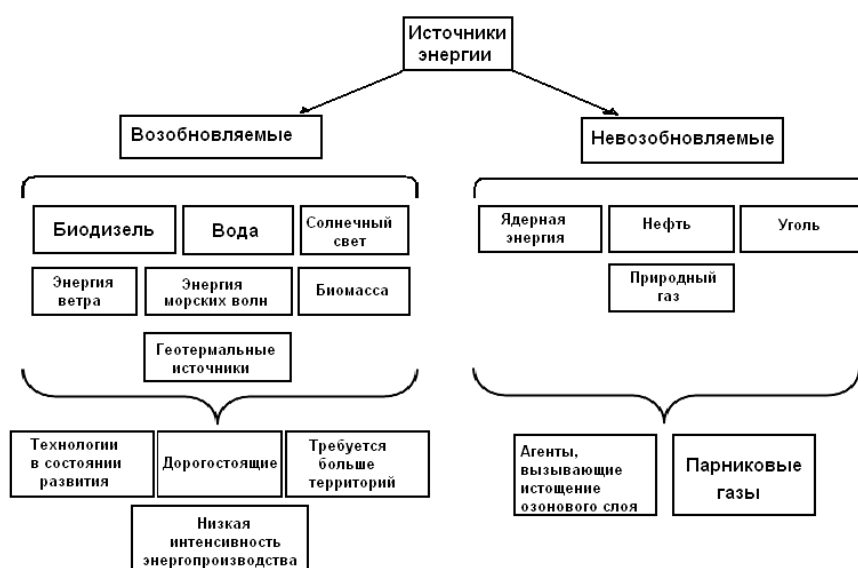 Источники
энергии
Возобновляемые
Невозобновляемые
Биодизель
Вода
Солнечный
свет
Ядерная
энергия
Нефть
Уголь
Энергия
ветра
Энергия
морских волн
Биомасса
Природный
газ
Геотермальные
источники
Технологии
в состоянии
развития
Дорогостоящие
Требуется
больше
территорий
Агенты,
вызывающие
истощение
озонового слоя
Парниковые
газы
Низкая
интенсивность
энергопроизводства